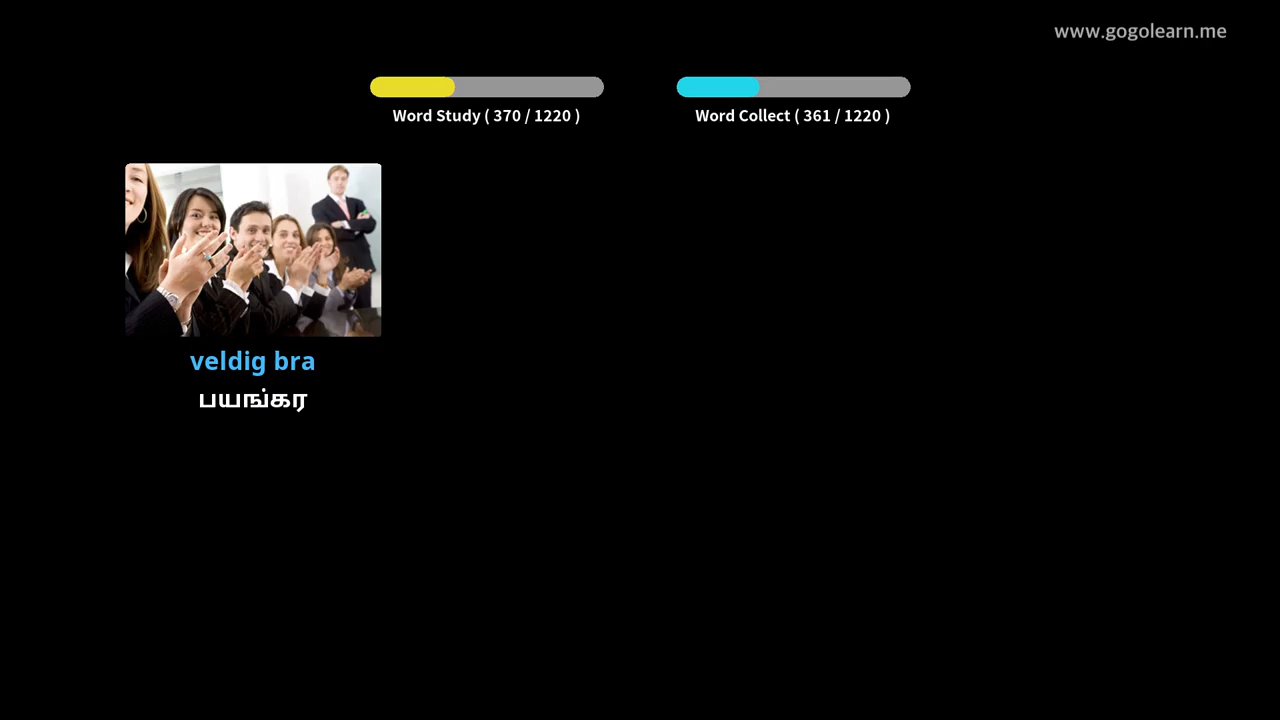 www.gogolearn.me
Word Study ( 370 / 1220 )
Word Collect ( 361 / 1220 )
veldig bra
பயங்கர